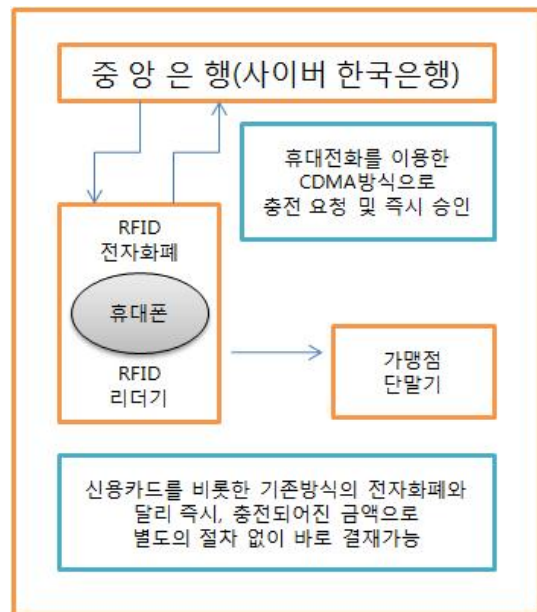 중 앙 은 행(사이버 한국은행)
휴대전화를 이용한
CDMA방식으로
충전 요청 및 즉시 승인
RFID
전자화폐
휴대폰
RFID
리더기
가맹점
단말기
신용카드를 비롯한 기존방식의 전자화폐와
달리 즉시, 충전되어진 금액으로
별도의 절차 없이 바로 결재가능